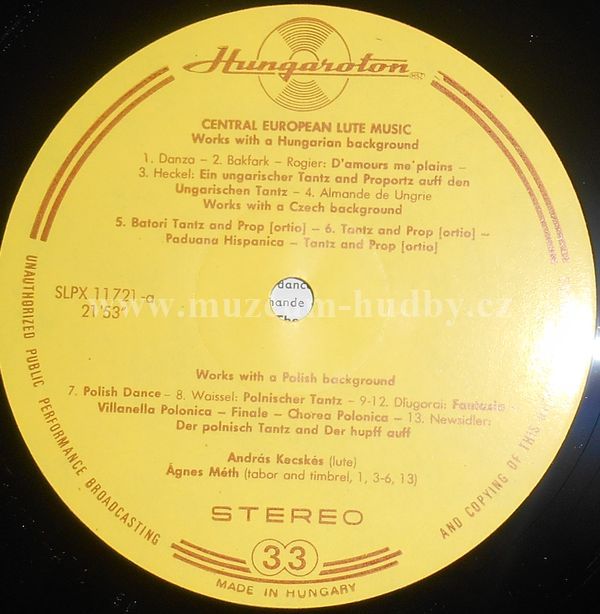 Hungaroton
CENTRAL EUROPEAN LUTE MUSIC
Works with a Hungarian background
1. Danza – 2. Bakfark – Rogier: D'amours me plains –
3. Heckel: Ein ungarischer Tantz and Proportz auff den
Ungarischen Tantz – 4. Almande de Ungrie
Works with a Czech background
5. Batori Tantz and Prop [ortio] – 6. Tantz and Prop [ortio] –
Paduana Hispanica – Tantz and Prop [ortio]
SLPX 11721-a
21'53"
www.muzeum-hudby.cz
dance
mande
The
Works with a Polish background
7. Polish Dance – 8. Waissel: Polnischer Tantz – 9-12. Długorai: Fantasia –
Villanella Polonica – Finale – Chorea Polonica – 13. Newsidler:
Der polnisch Tantz and Der hupff auff
András Kecskés (lute)
Ágnes Méth (tabor and timbrel, 1, 3-6, 13)
STEREO
33
MADE IN HUNGARY
UNAUTHORIZED PUBLIC PERFORMANCE BROADCASTING
AND COPYING OF THIS